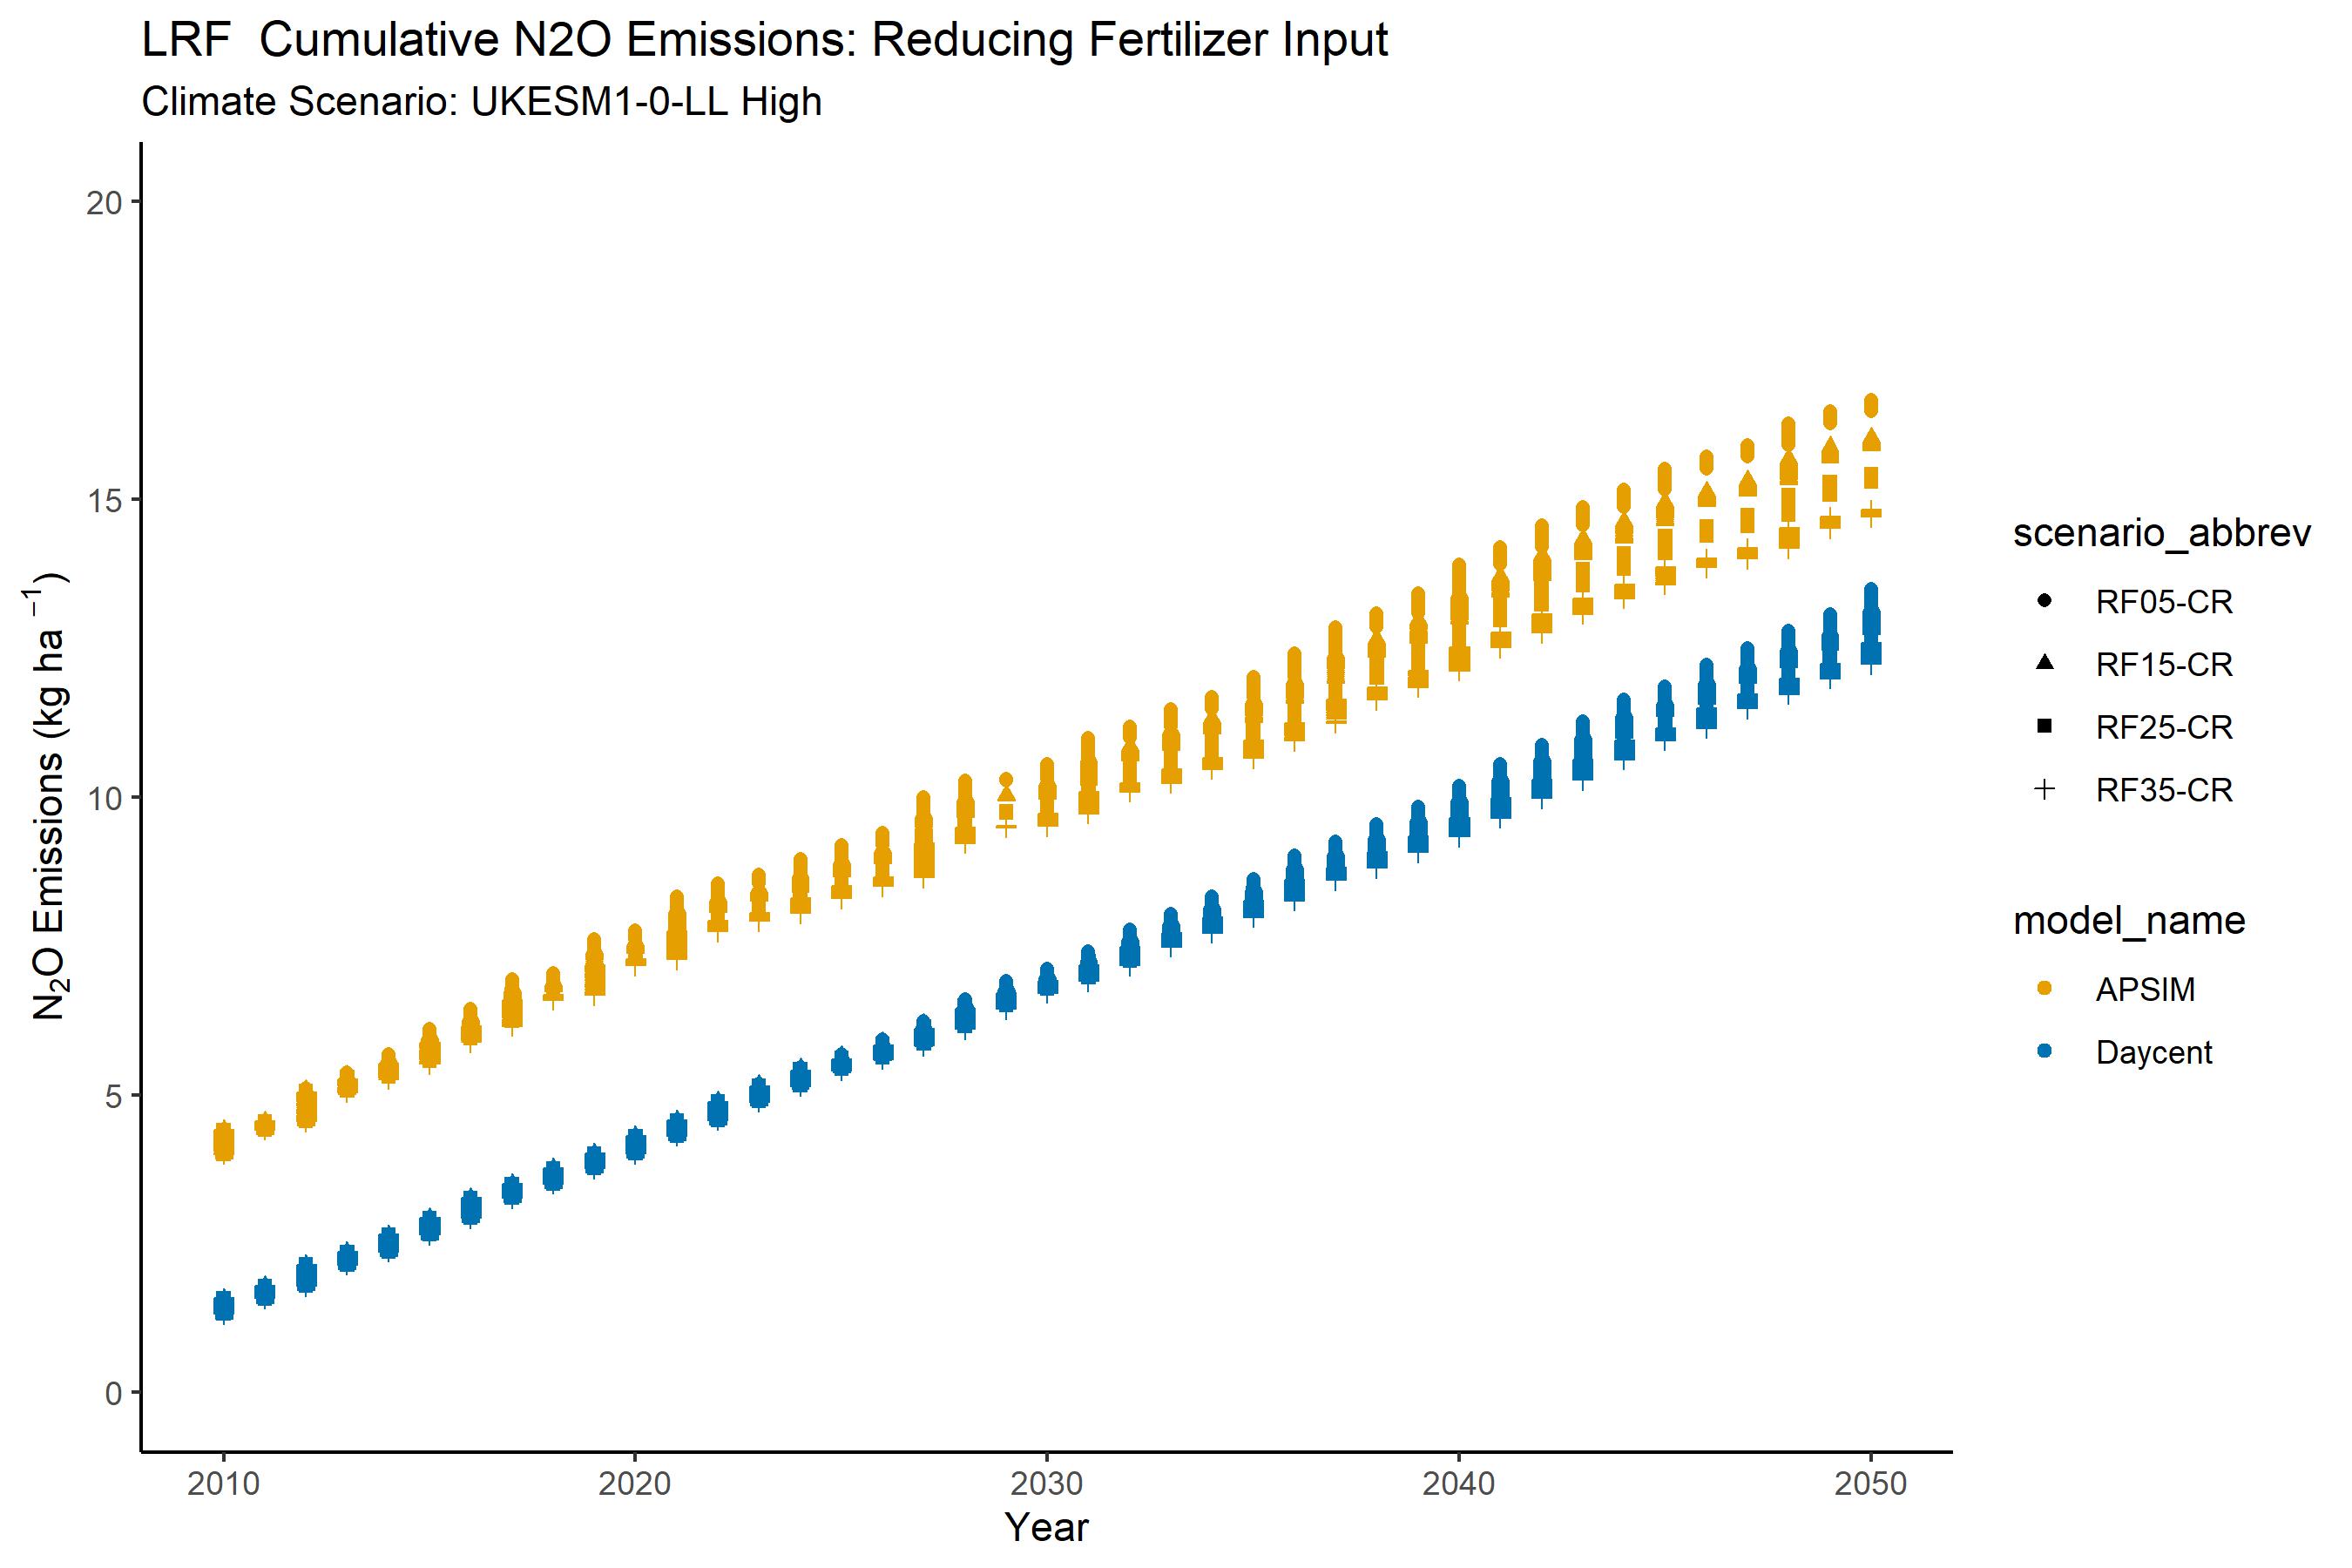 LRF  Cumulative N2O Emissions: Reducing Fertilizer Input
Climate Scenario: UKESM1-0-LL High
N₂O Emissions (kg ha ⁻¹)
20
15
10
5
0
2010 2020 2030 2040 2050
Year
scenario_abbrev
RF05-CR
RF15-CR
RF25-CR
RF35-CR
model_name
APSIM
Daycent